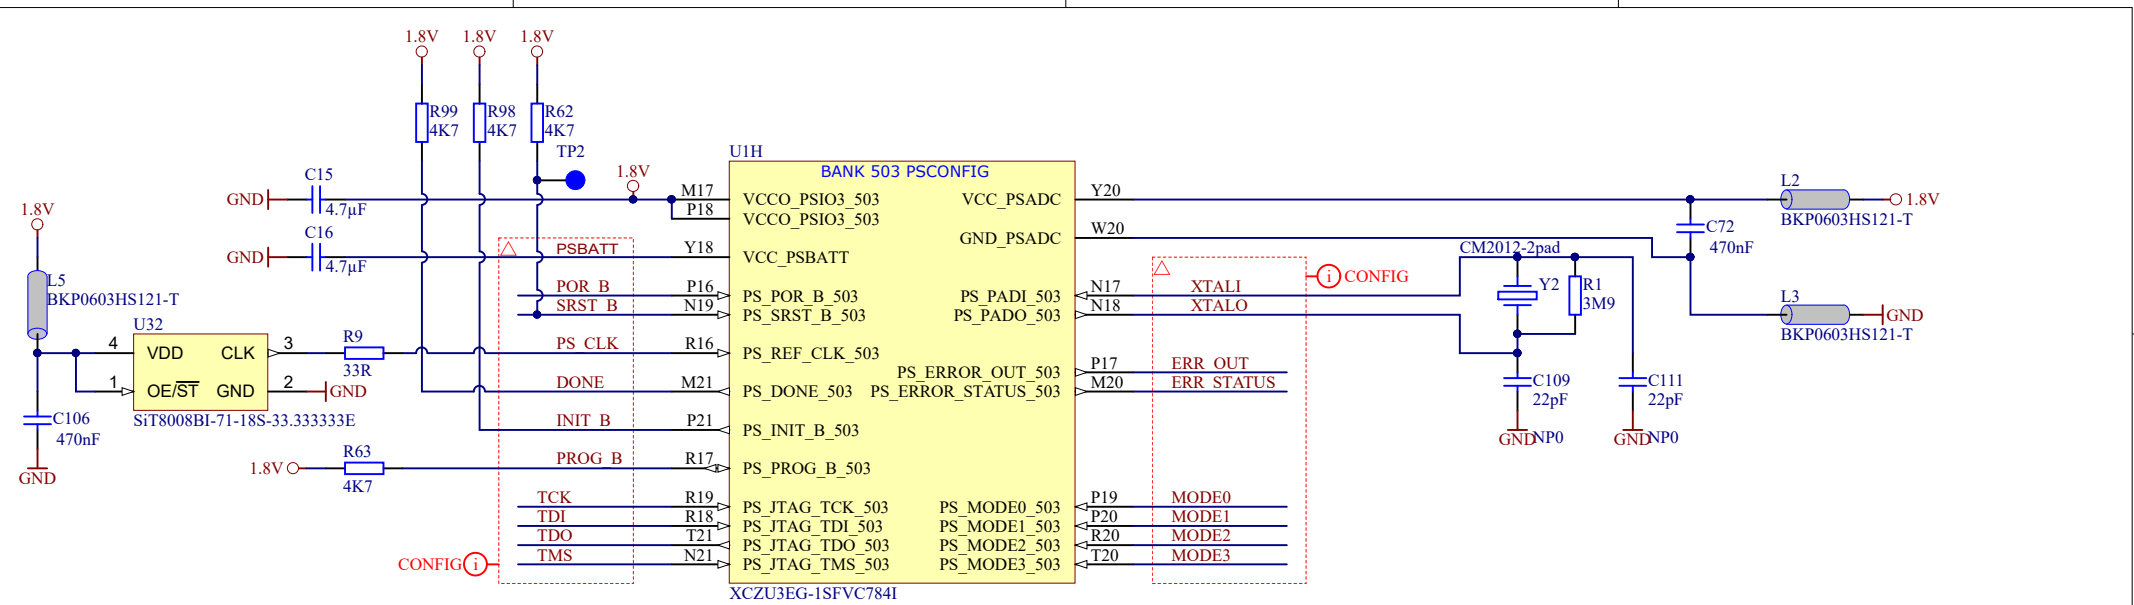 1.8V
1.8V
1.8V
R99
4K7
R98
4K7
R62
4K7
TP2
1.8V
C15
GND
4.7µF
C16
GND
4.7µF
1.8V
L5
BKP0603HS121-T
U32
4
VDD
CLK
3
1
OE/ST
GND
2
GND
SiT8008BI-71-18S-33.333333E
C106
470nF
GND
R9
33R
1.8V
R63
4K7
PSBATT
POR_B
SRST_B
PS_CLK
DONE
INIT_B
PROG_B
TCK
TDI
TDO
TMS
CONFIG
i
U1H
BANK 503 PSCONFIG
M17
VCCO_PSIO3_503
P18
VCCO_PSIO3_503
Y18
VCC_PSBATT
P16
PS_POR_B_503
N19
PS_SRST_B_503
R16
PS_REF_CLK_503
M21
PS_DONE_503
P21
PS_INIT_B_503
R17
PS_PROG_B_503
R19
PS_JTAG_TCK_503
R18
PS_JTAG_TDI_503
T21
PS_JTAG_TDO_503
N21
PS_JTAG_TMS_503
VCC_PSADC
Y20
GND_PSADC
W20
PS_PADI_503
N17
PS_PADO_503
N18
PS_ERROR_OUT_503
P17
PS_ERROR_STATUS_503
M20
PS_MODE0_503
P19
PS_MODE1_503
P20
PS_MODE2_503
R20
PS_MODE3_503
T20
XCZU3EG-1SFVC784I
XTALI
XTALO
ERR_OUT
ERR_STATUS
MODE0
MODE1
MODE2
MODE3
i
CONFIG
CM2012-2pad
Y2
R1
3M9
C109
22pF
GND
NP0
C111
22pF
GND
NP0
C72
470nF
L2
BKP0603HS121-T
1.8V
L3
BKP0603HS121-T
GND